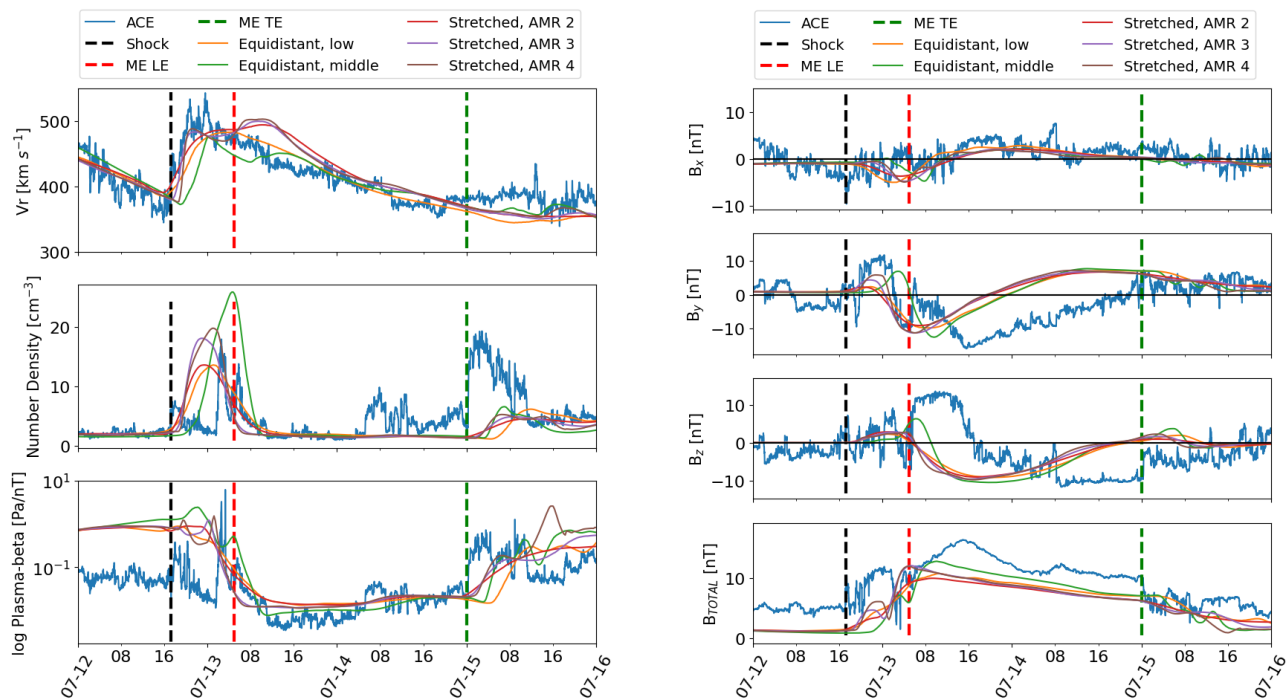 ACE
Shock
ME LE
ME TE
Equidistant, low
Equidistant, middle
Stretched, AMR 2
Stretched, AMR 3
Stretched, AMR 4
Vr [km s⁻¹]
500
400
300
Number Density [cm⁻³]
20
10
0
log Plasma-beta [Pa/nT]
10¹
10⁻¹
07-12
08
16
07-13
08
16
07-14
08
16
07-15
08
16
07-16
ACE
Shock
ME LE
ME TE
Equidistant, low
Equidistant, middle
Stretched, AMR 2
Stretched, AMR 3
Stretched, AMR 4
Bₓ [nT]
10
0
−10
B_y [nT]
10
0
−10
B_z [nT]
10
0
−10
B_TOTAL [nT]
10
0
07-12
08
16
07-13
08
16
07-14
08
16
07-15
08
16
07-16